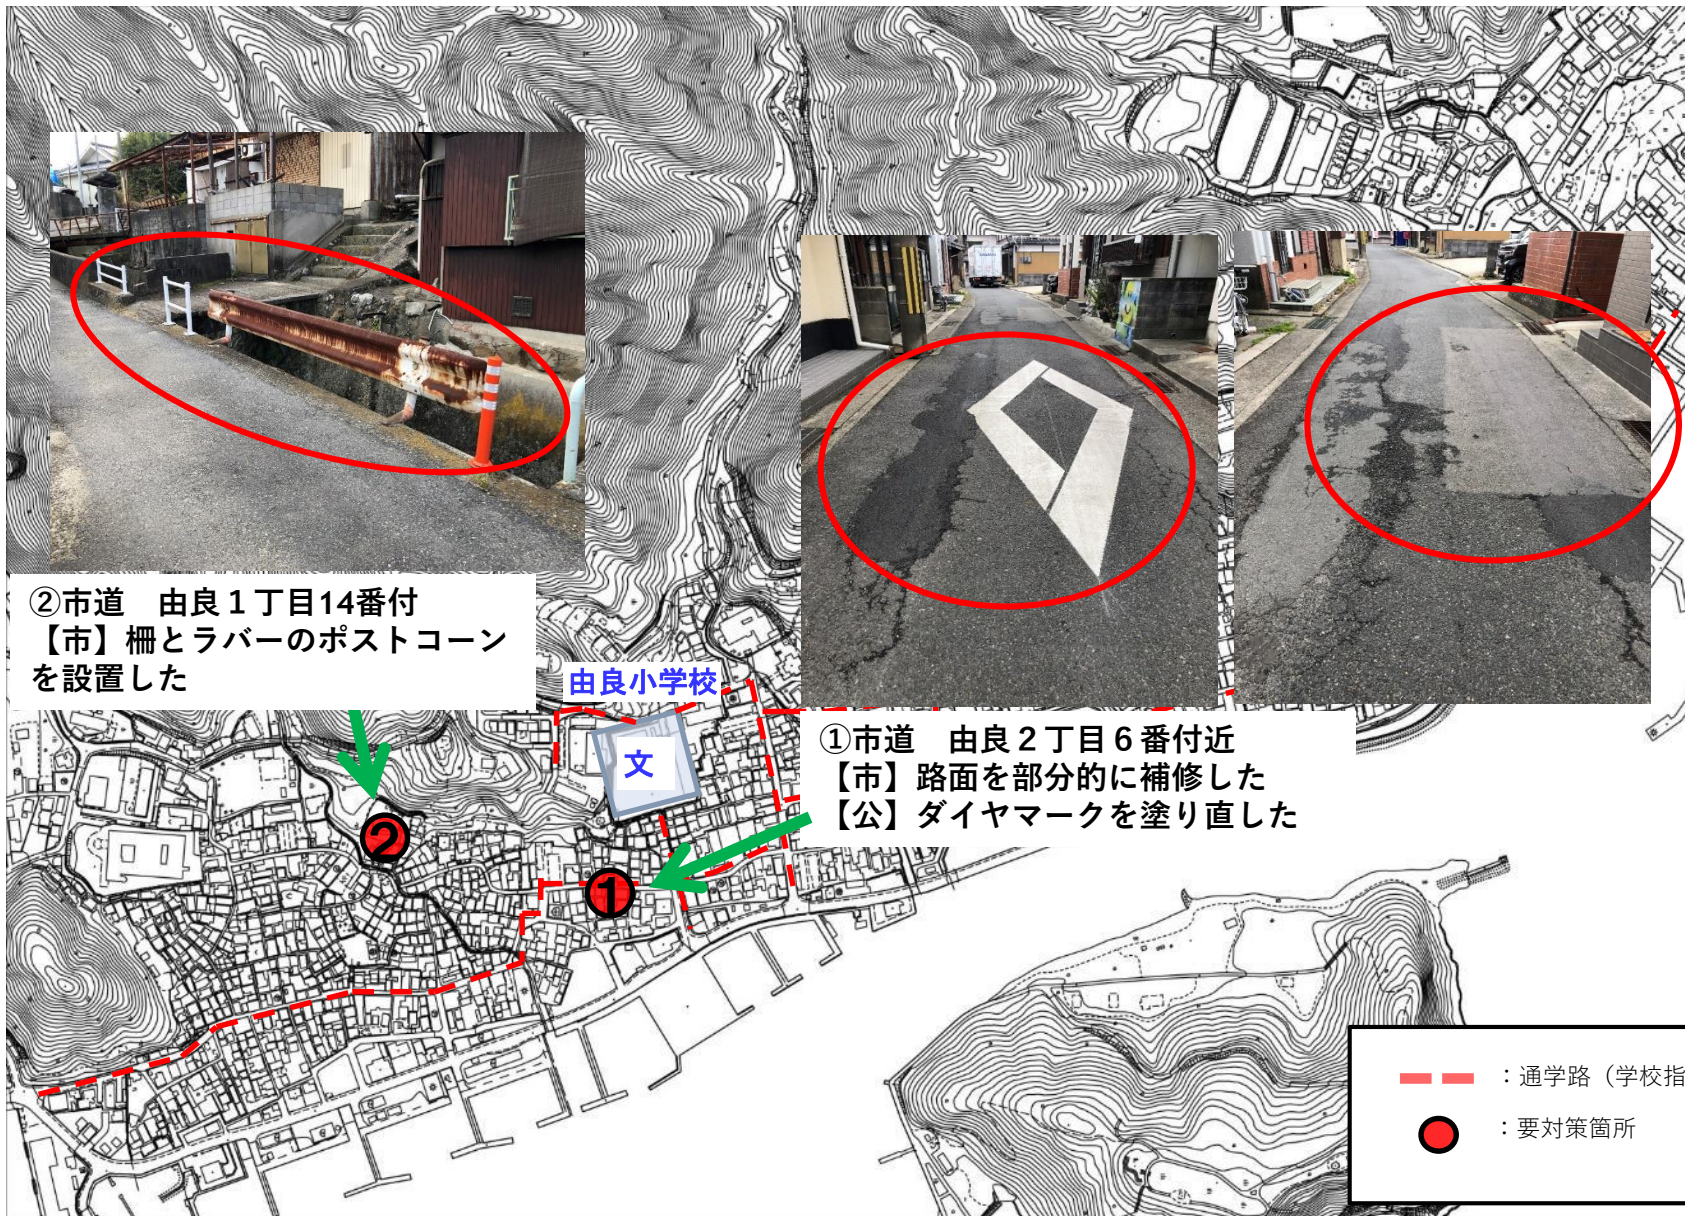 ②市道　由良１丁目14番付
【市】柵とラバーのポストコーン
を設置した
由良小学校
文
①市道　由良２丁目６番付近
【市】路面を部分的に補修した
【公】ダイヤマークを塗り直した
②
①
：通学路（学校指
：要対策箇所